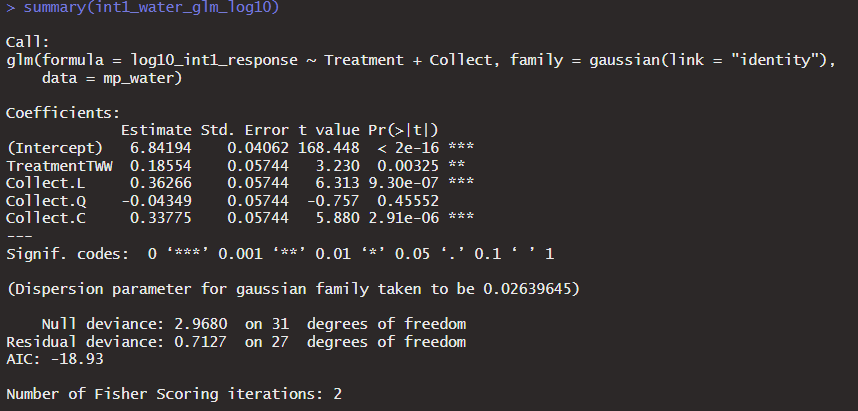 > summary(int1_water_glm_log10)

Call:
glm(formula = log10_int1_response ~ Treatment + Collect, family = gaussian(link = "identity"),
    data = mp_water)

Coefficients:
             Estimate Std. Error t value Pr(>|t|)
(Intercept)   6.84194    0.04062 168.448  < 2e-16 ***
TreatmentTWW  0.18554    0.05744   3.230  0.00325 **
Collect.L     0.36266    0.05744   6.313 9.30e-07 ***
Collect.Q    -0.04349    0.05744  -0.757  0.45552
Collect.C     0.33775    0.05744   5.880 2.91e-06 ***
---
Signif. codes:  0 ‘***’ 0.001 ‘**’ 0.01 ‘*’ 0.05 ‘.’ 0.1 ‘ ’ 1

(Dispersion parameter for gaussian family taken to be 0.02639645)

    Null deviance: 2.9680  on 31  degrees of freedom
Residual deviance: 0.7127  on 27  degrees of freedom
AIC: -18.93

Number of Fisher Scoring iterations: 2